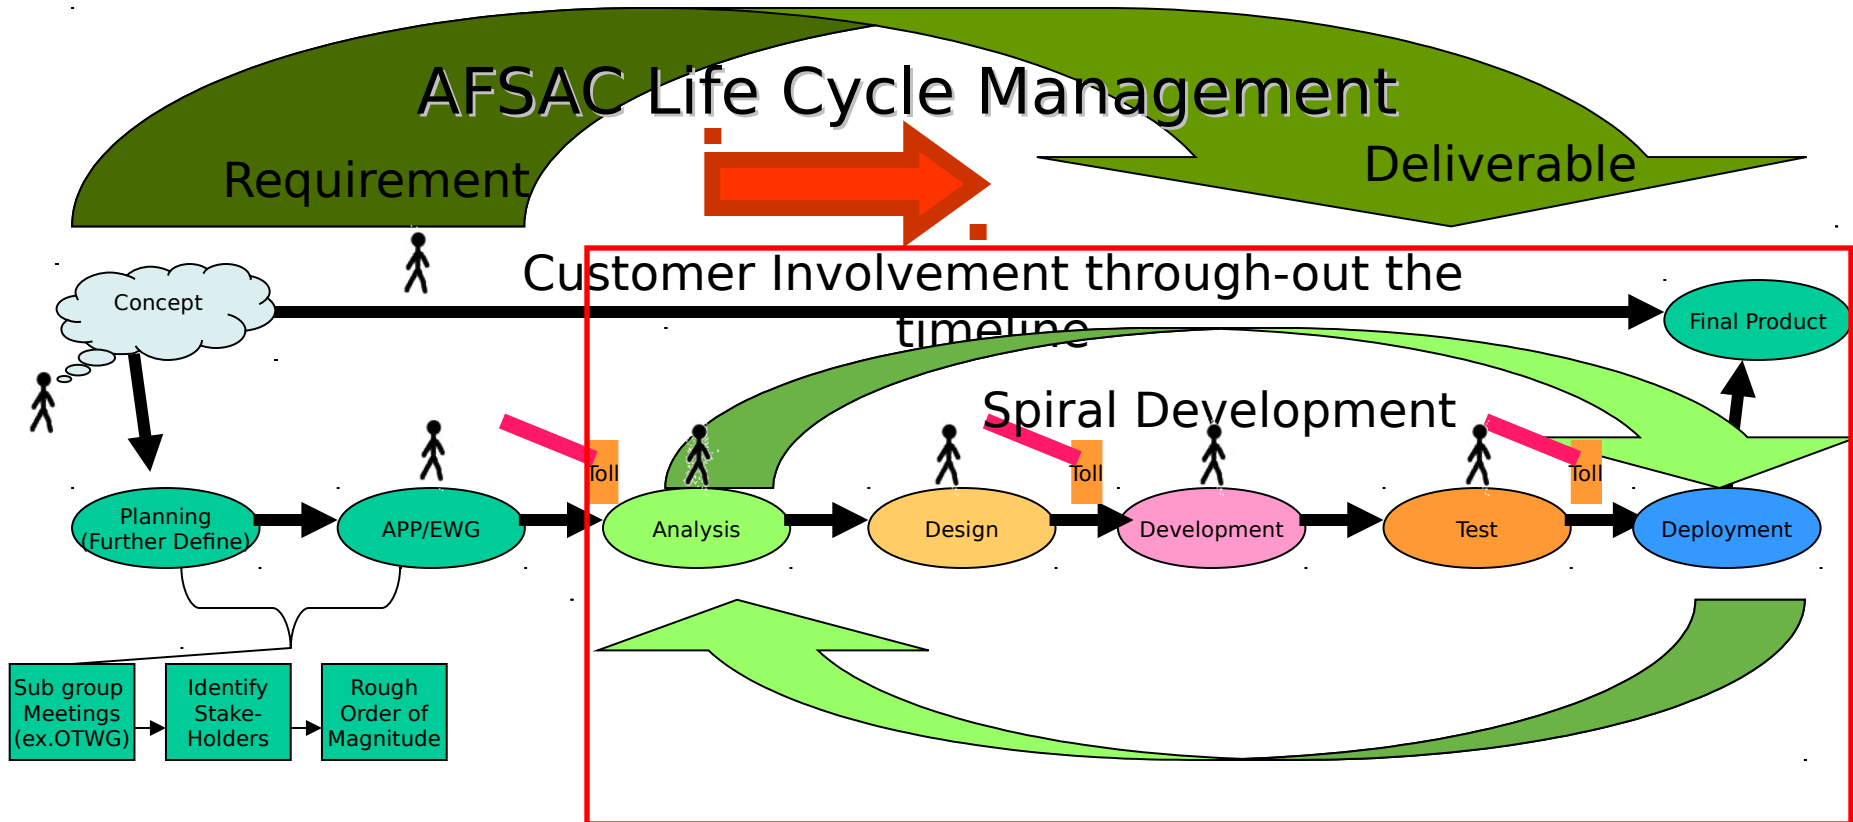 AFSAC Life Cycle Management
Requirement
Deliverable
Customer Involvement through-out the
timeline
Concept
Final Product
Spiral Development
Toll
Toll
Toll
Planning
(Further Define)
APP/EWG
Analysis
Design
Development
Test
Deployment
Sub group
Meetings
(ex.OTWG)
Identify
Stake-
Holders
Rough
Order of
Magnitude